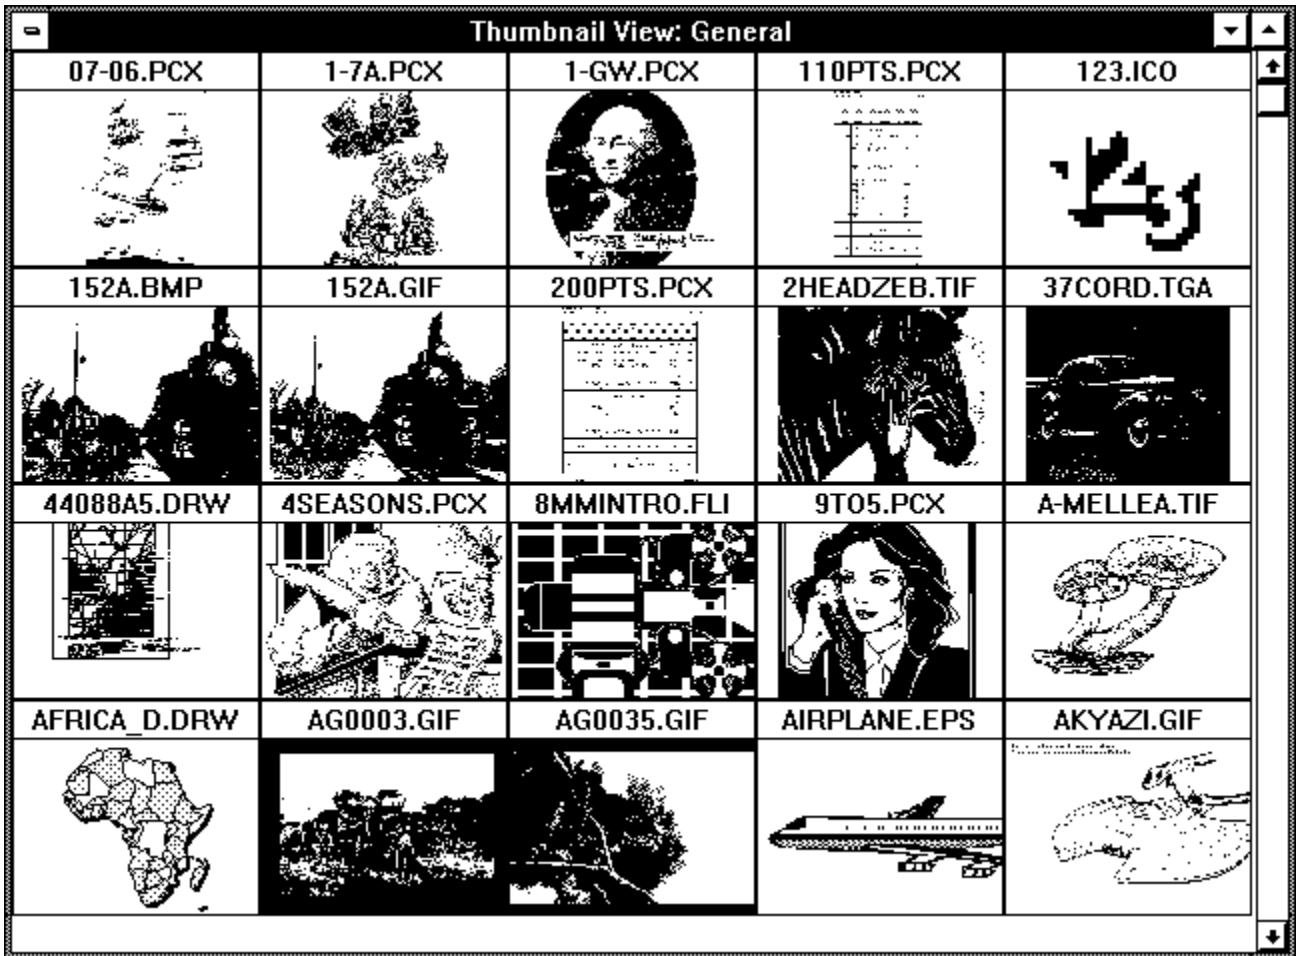 Thumbnail View: General
07-06.PCX 1-7A.PCX 1-GW.PCX 110PTS.PCX 123.ICO
152A.BMP 152A.GIF 200PTS.PCX 2HEADZEB.TIF 37CORD.TGA
44088A5.DRW 4SEASONS.PCX 8MMINTRO.FLI 9TO5.PCX A-MELLEA.TIF
AFRICA_D.DRW AG0003.GIF AG0035.GIF AIRPLANE.EPS AKYAZI.GIF